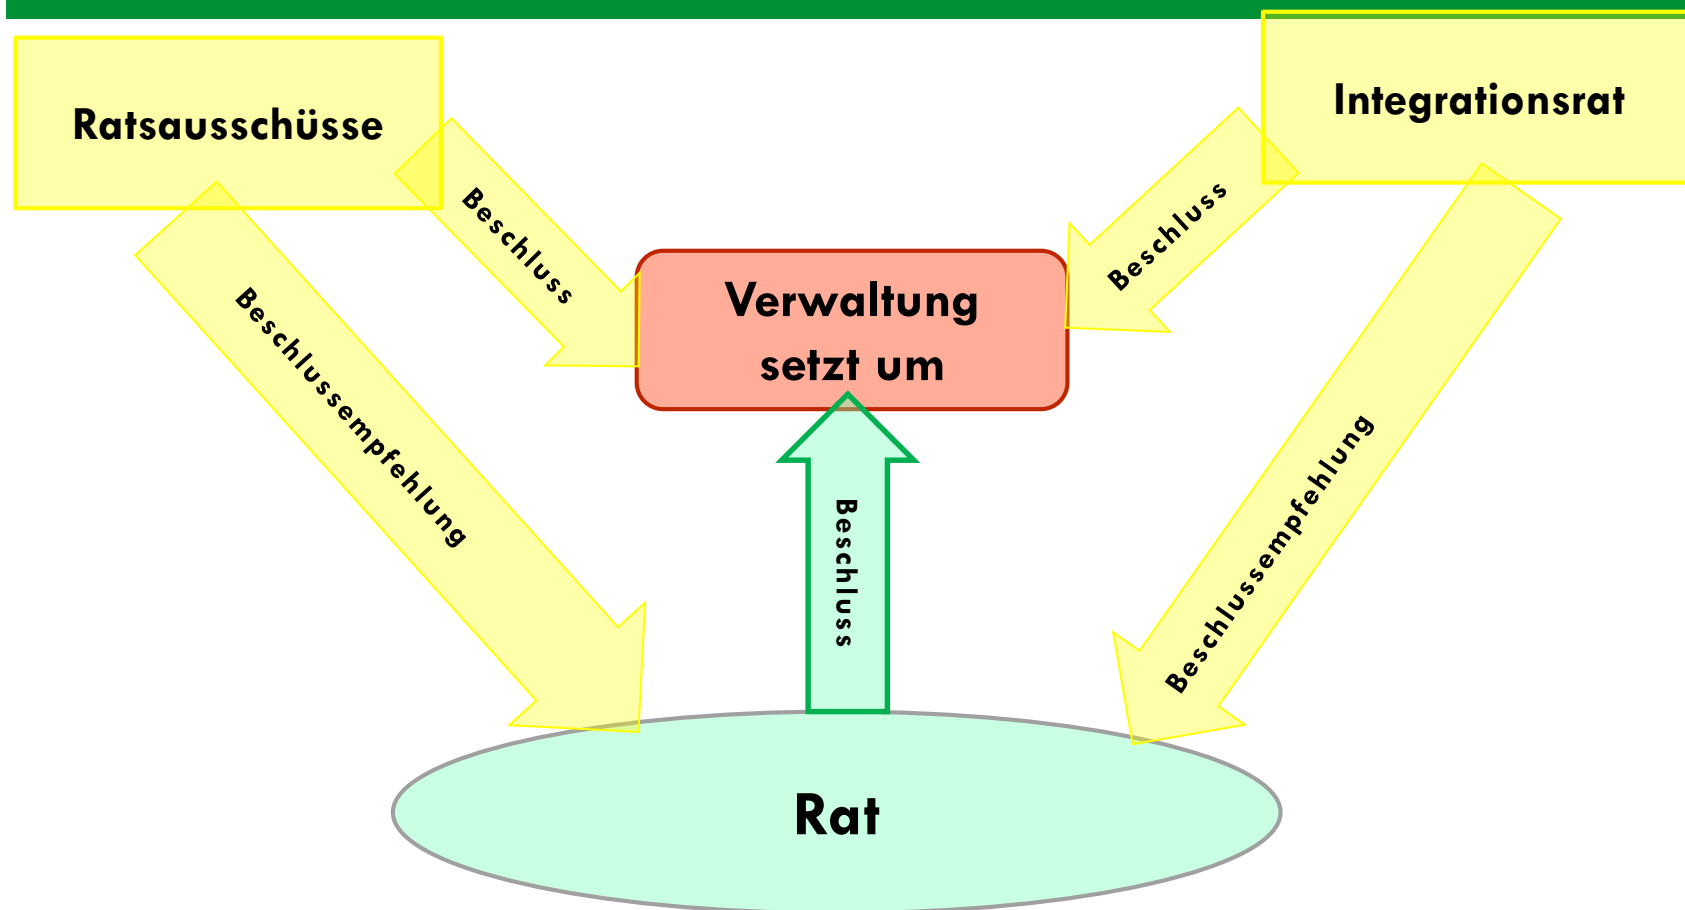 Ratsausschüsse
Integrationsrat
Beschluss
Beschluss
Verwaltung
setzt um
Beschlussempfehlung
Beschlussempfehlung
Beschluss
Rat